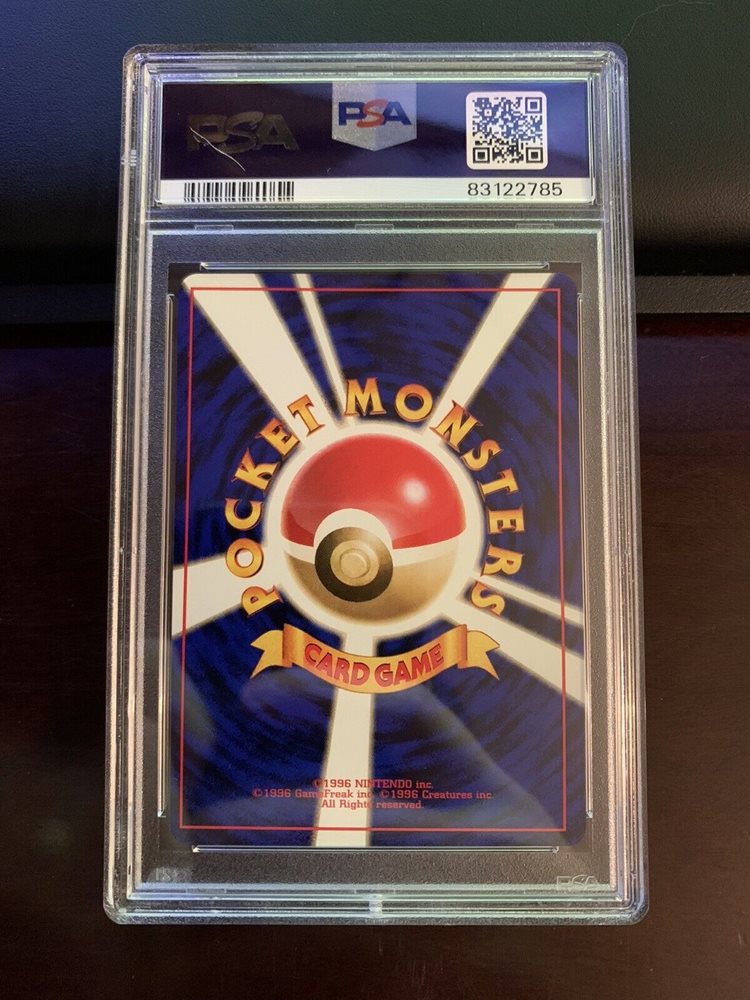 PSA PSA
83122785
POCKET MONSTERS
CARD GAME
©1996 NINTENDO inc.
©1996 GameFreak inc. ©1996 Creatures inc.
All Rights reserved.
PSA